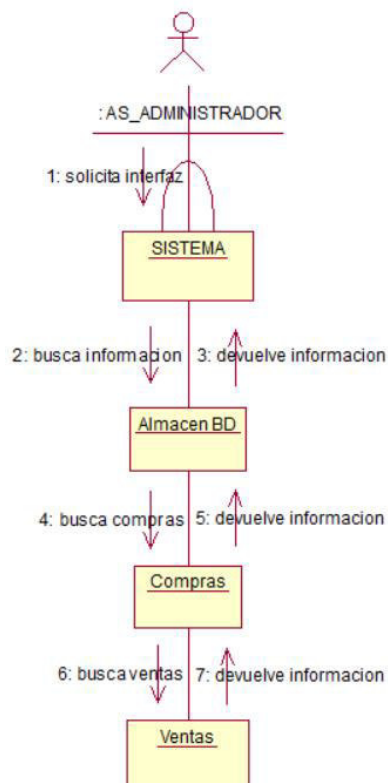 : AS_ADMINISTRADOR
1: solicita interfaz
SISTEMA
2: busca informacion
3: devuelve informacion
Almacen BD
4: busca compras
5: devuelve informacion
Compras
6: busca ventas
7: devuelve informacion
Ventas